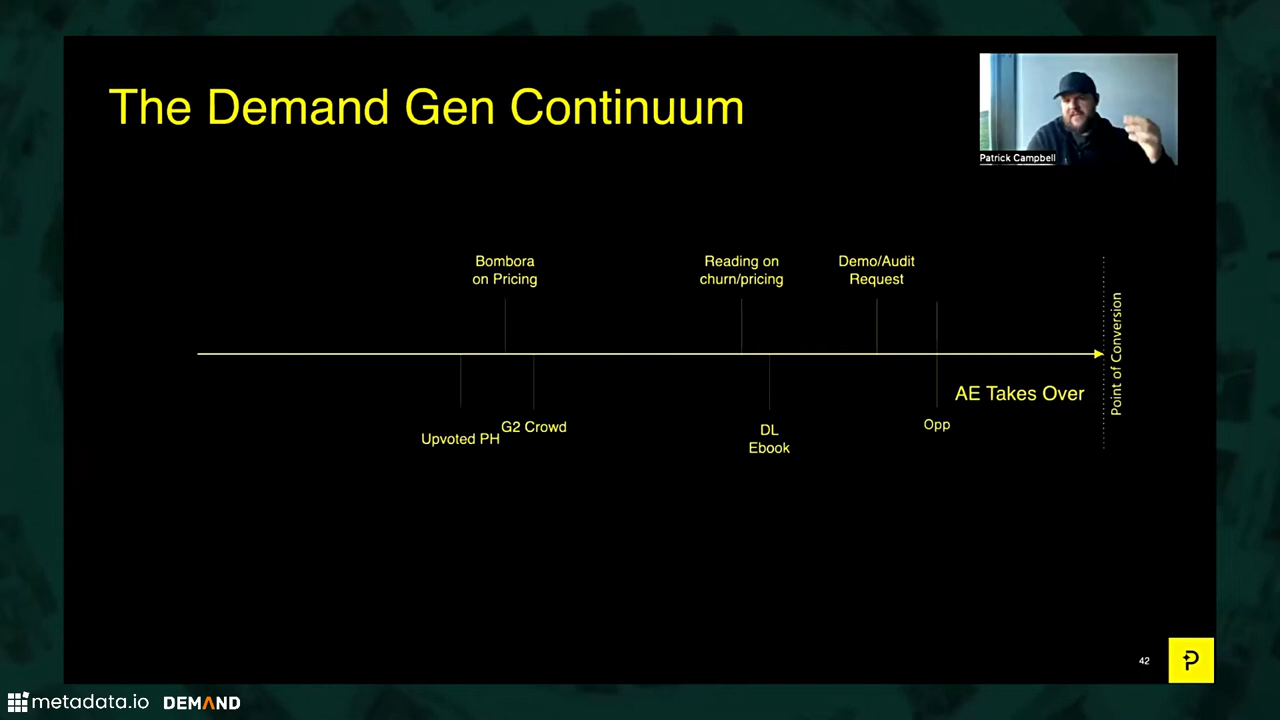 The Demand Gen Continuum
Patrick Campbell
Bombora
on Pricing
Reading on
churn/pricing
Demo/Audit
Request
Point of Conversion
AE Takes Over
Upvoted PH
G2 Crowd
DL
Ebook
Opp
42
P
metadata.io
DEMAND